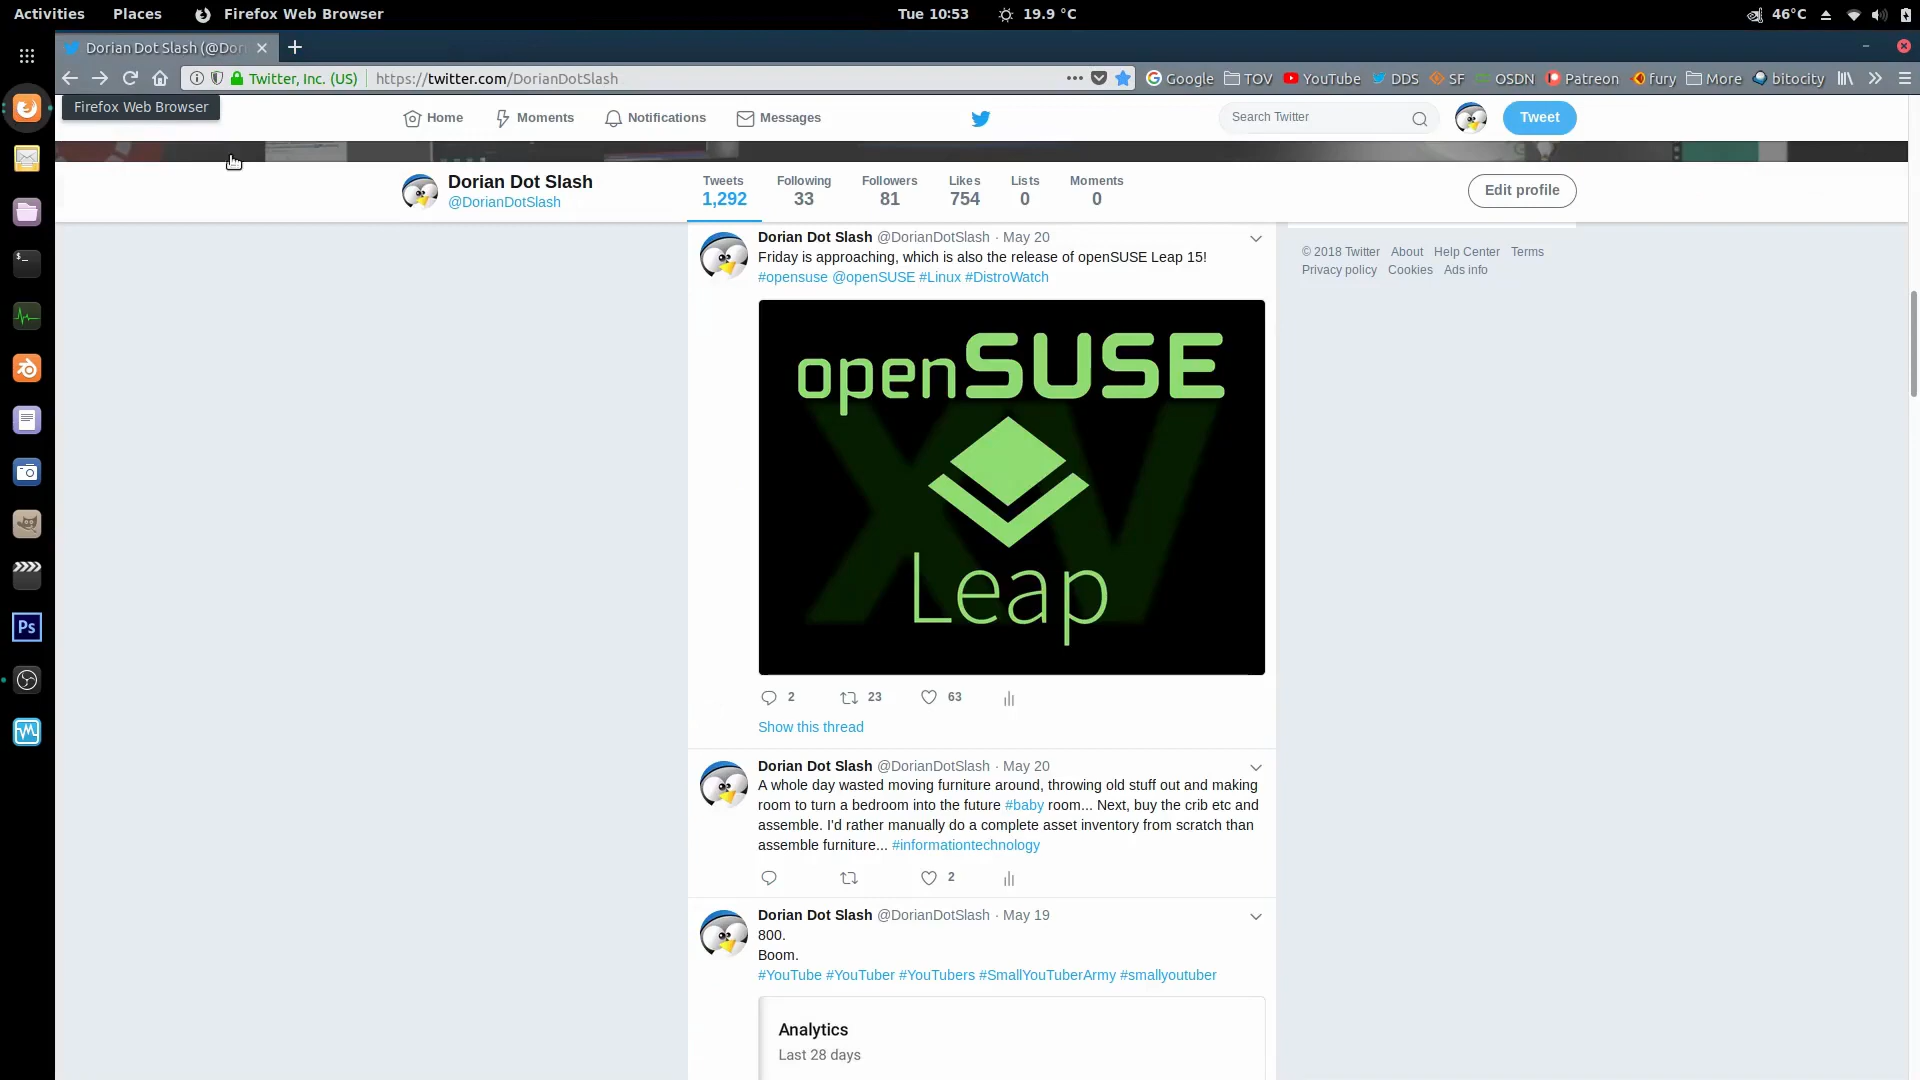 Activities Places Firefox Web Browser Tue 10:53 19.9 °C 46°C
Dorian Dot Slash (@Dor
Twitter, Inc. (US) https://twitter.com/DorianDotSlash Google TOV YouTube DDS SF OSDN Patreon fury More bitocity
Firefox Web Browser
Home Moments Notifications Messages Search Twitter Tweet
Dorian Dot Slash
@DorianDotSlash
Tweets Following Followers Likes Lists Moments
1,292 33 81 754 0 0
Edit profile
Dorian Dot Slash @DorianDotSlash · May 20
Friday is approaching, which is also the release of openSUSE Leap 15!
#opensuse @openSUSE #Linux #DistroWatch
openSUSE
XV
Leap
2 23 63
Show this thread
Dorian Dot Slash @DorianDotSlash · May 20
A whole day wasted moving furniture around, throwing old stuff out and making
room to turn a bedroom into the future #baby room... Next, buy the crib etc and
assemble. I'd rather manually do a complete asset inventory from scratch than
assemble furniture... #informationtechnology
2
Dorian Dot Slash @DorianDotSlash · May 19
800.
Boom.
#YouTube #YouTuber #YouTubers #SmallYouTuberArmy #smallyoutuber
Analytics
Last 28 days
© 2018 Twitter About Help Center Terms
Privacy policy Cookies Ads info
Ps